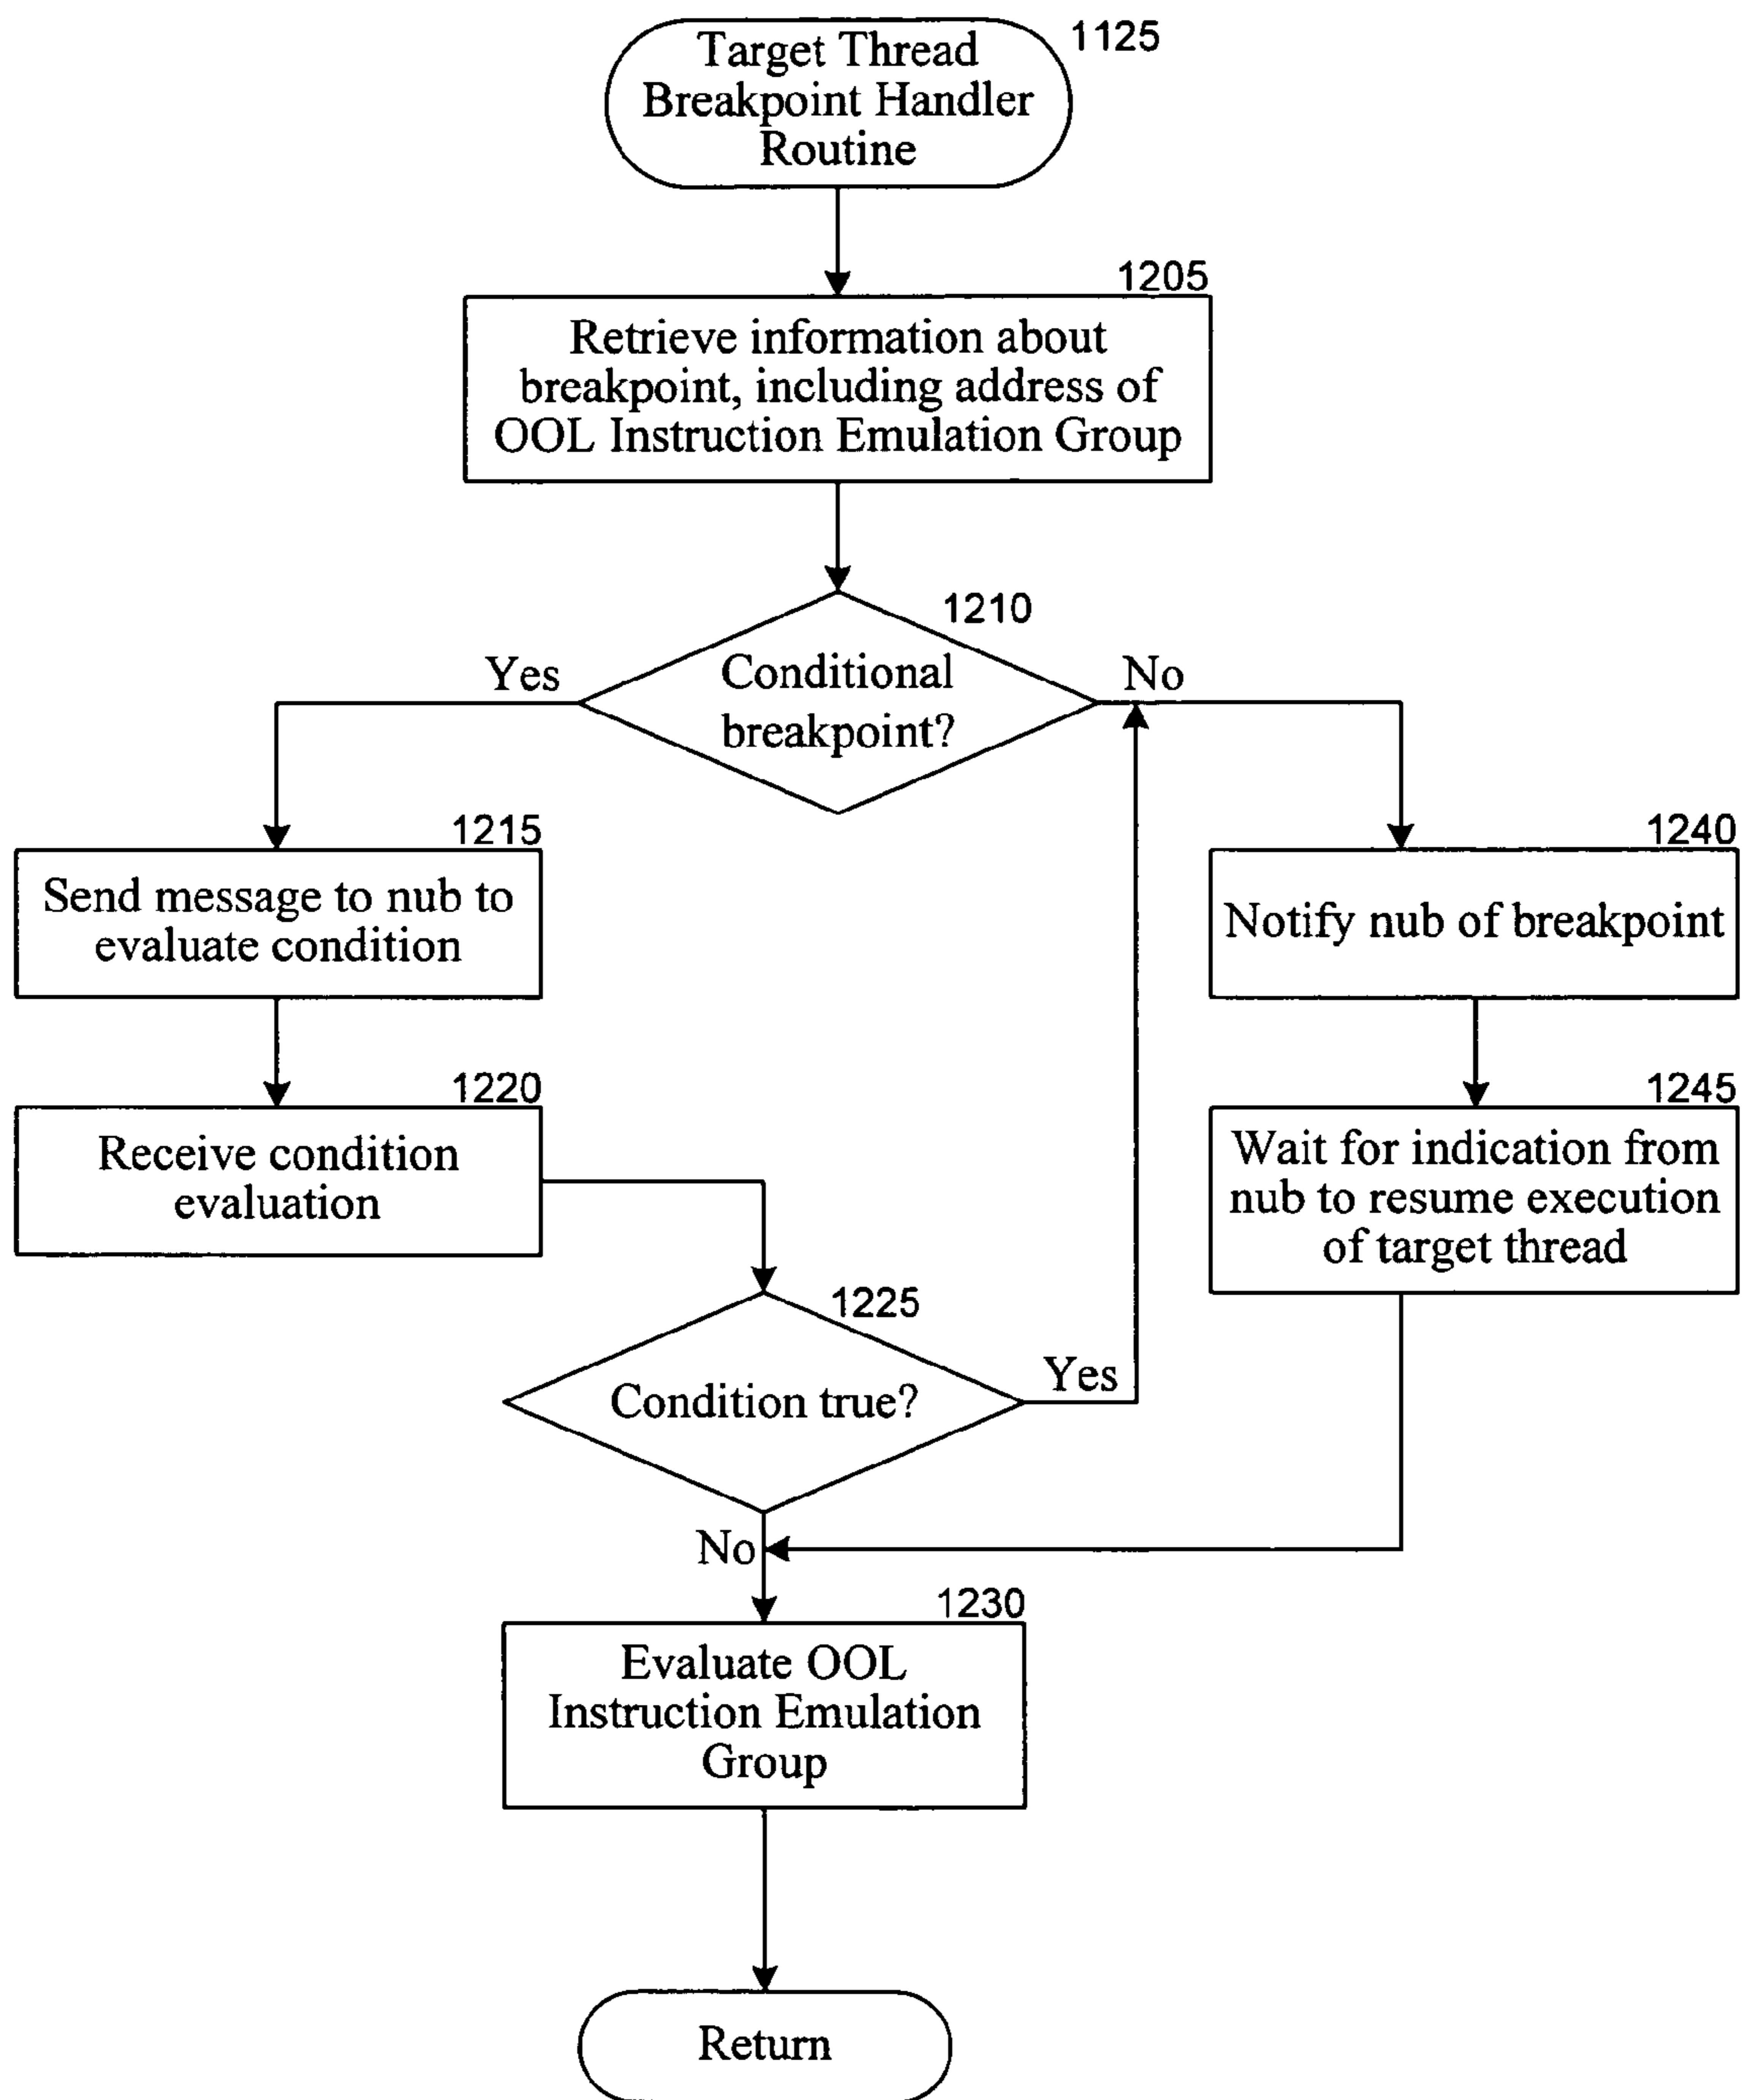 Target Thread
Breakpoint Handler
Routine
1125
1205
Retrieve information about
breakpoint, including address of
OOL Instruction Emulation Group
1210
Conditional
breakpoint?
Yes
No
1215
Send message to nub to
evaluate condition
1240
Notify nub of breakpoint
1220
Receive condition
evaluation
1245
Wait for indication from
nub to resume execution
of target thread
1225
Condition true?
Yes
No
1230
Evaluate OOL
Instruction Emulation
Group
Return